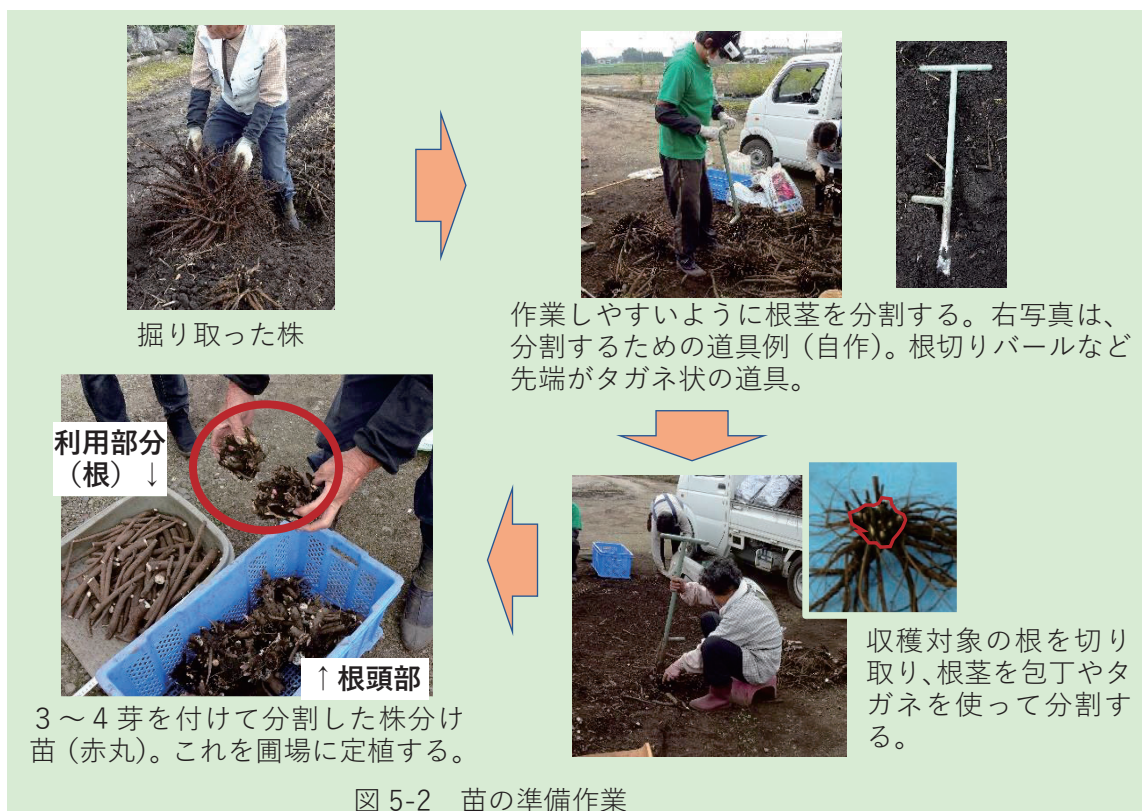 掘り取った株
作業しやすいように根茎を分割する。右写真は、
分割するための道具例（自作）。根切りバールなど
先端がタガネ状の道具。
収穫対象の根を切り
取り、根茎を包丁やタ
ガネを使って分割す
る。
利用部分
（根）↓
↑根頭部
３～４芽を付けて分割した株分け
苗（赤丸）。これを圃場に定植する。
図 5-2　苗の準備作業